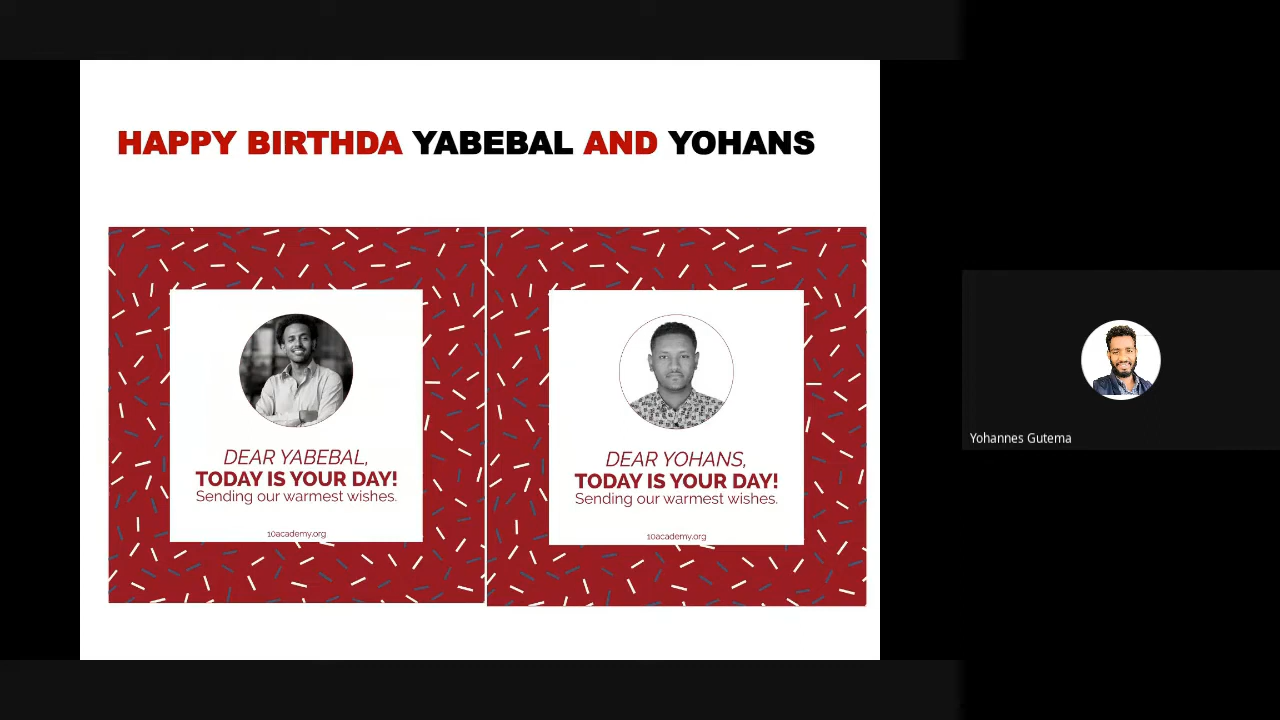 HAPPY BIRTHDA YABEBAL AND YOHANS
DEAR YABEBAL,
TODAY IS YOUR DAY!
Sending our warmest wishes.
10academy.org
DEAR YOHANS,
TODAY IS YOUR DAY!
Sending our warmest wishes.
10academy.org
Yohannes Gutema